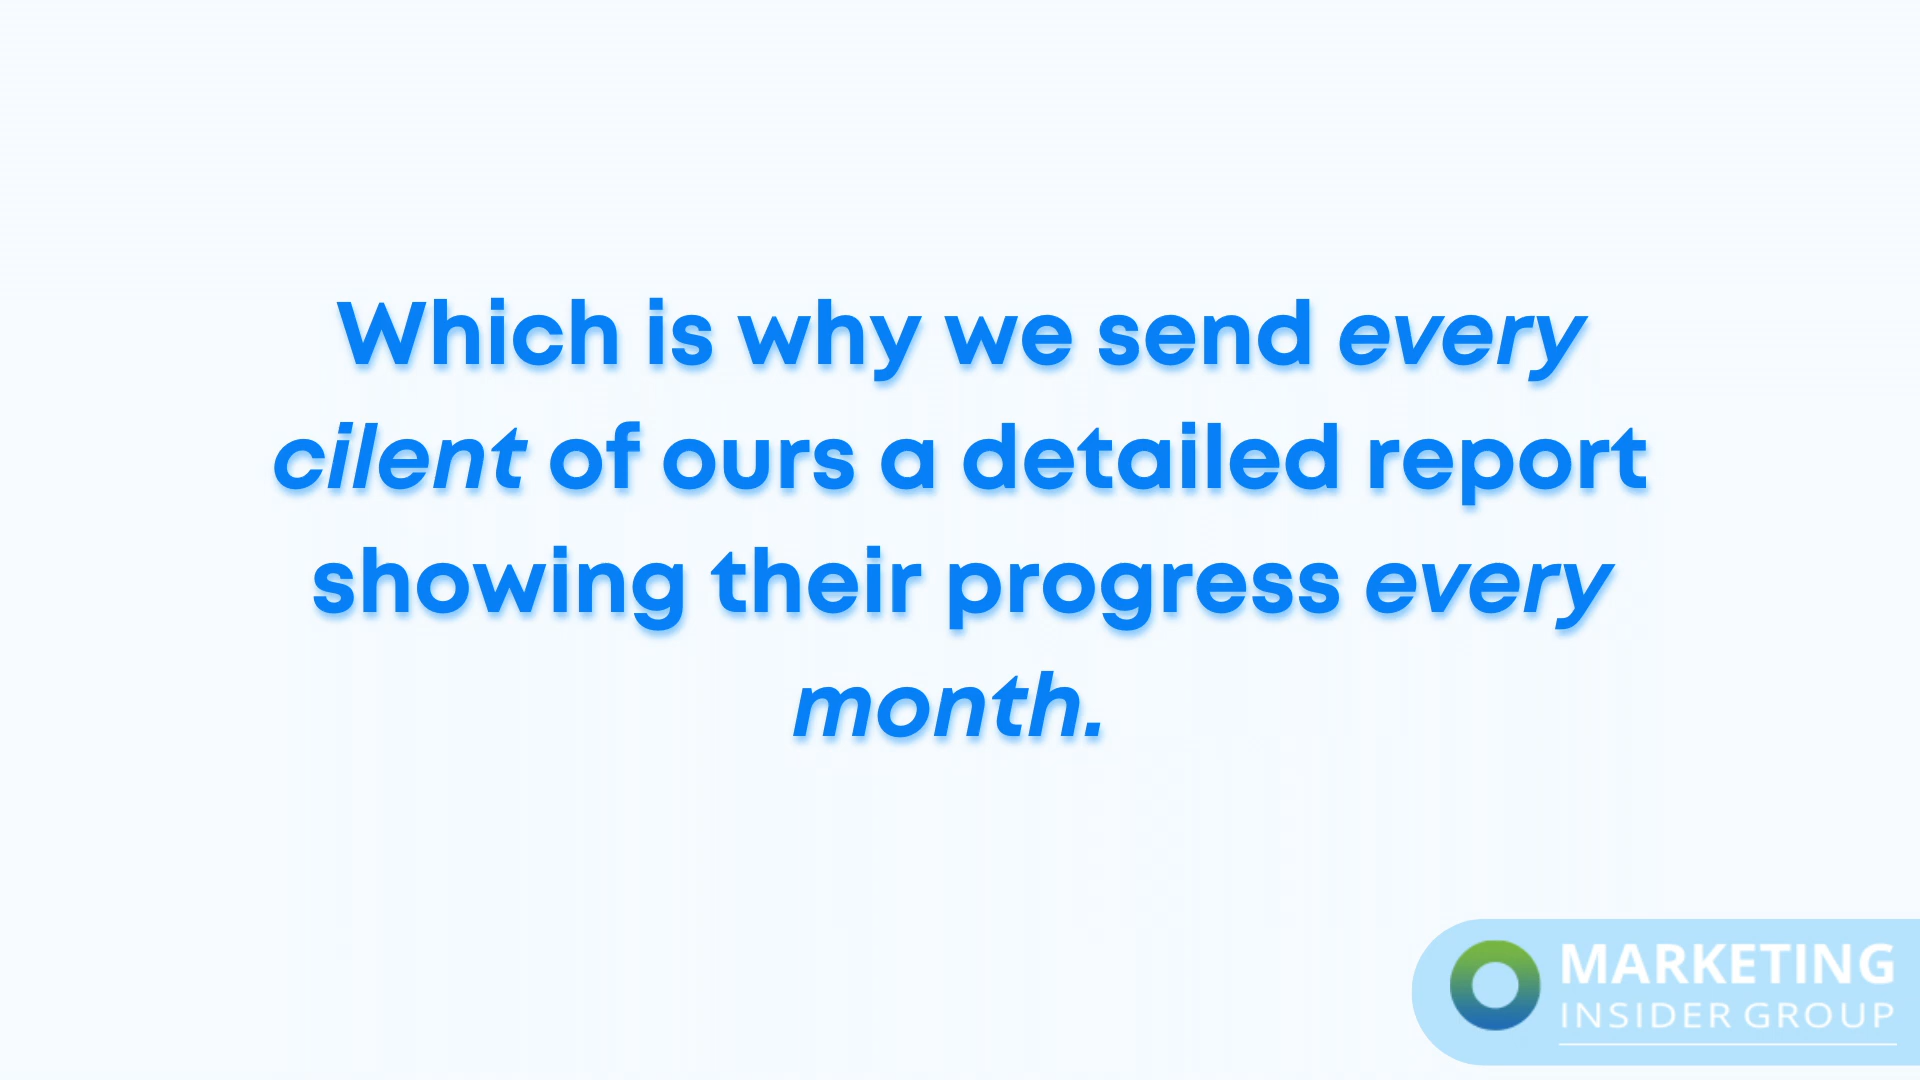 Which is why we send every
cilent of ours a detailed report
showing their progress every
month.
MARKETING
INSIDER GROUP